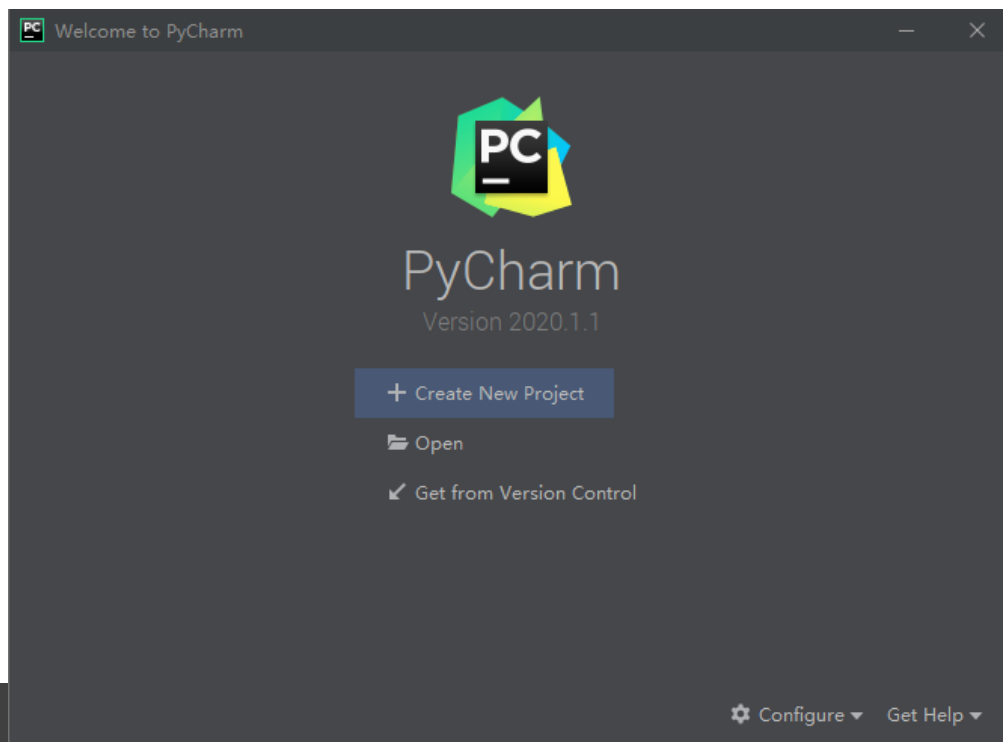 PC Welcome to PyCharm
PC
PyCharm
Version 2020.1.1
Create New Project
Open
Get from Version Control
Configure Get Help